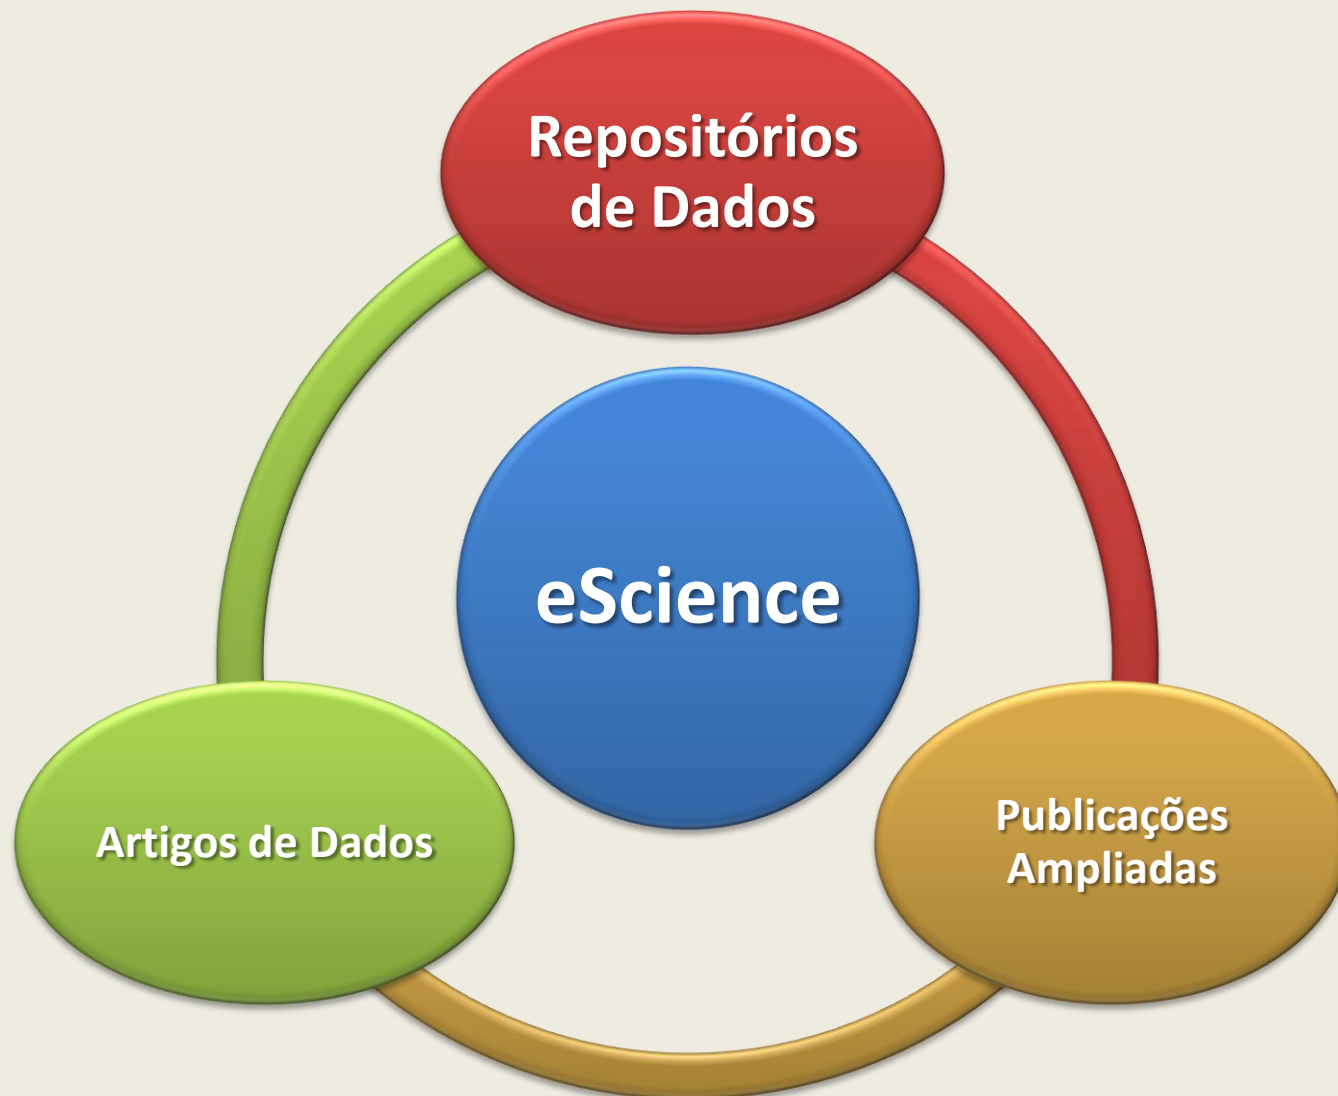 Repositórios
de Dados
eScience
Artigos de Dados
Publicações
Ampliadas